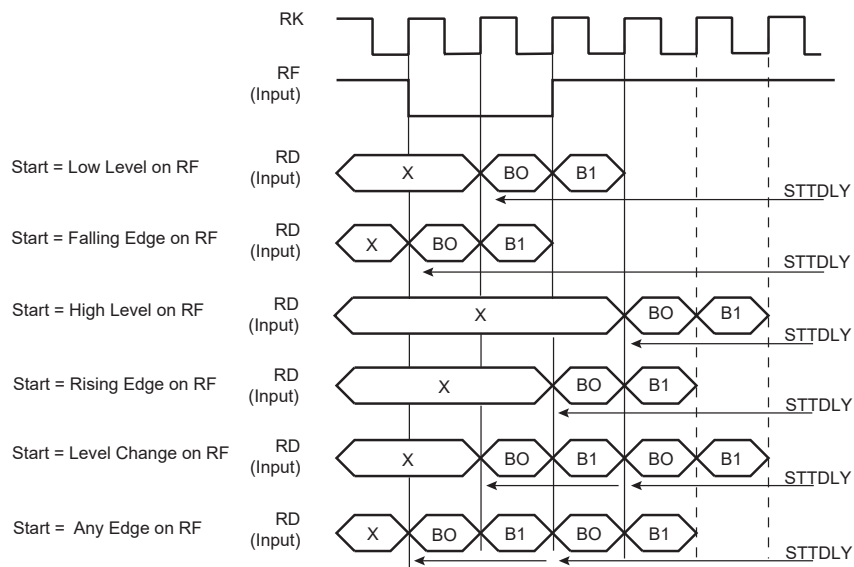 RK
RF
(Input)
Start = Low Level on RF
RD
(Input)
X
BO
B1
STTDLY
Start = Falling Edge on RF
RD
(Input)
X
BO
B1
STTDLY
Start = High Level on RF
RD
(Input)
X
BO
B1
STTDLY
Start = Rising Edge on RF
RD
(Input)
X
BO
B1
STTDLY
Start = Level Change on RF
RD
(Input)
X
BO
B1
BO
B1
STTDLY
Start = Any Edge on RF
RD
(Input)
X
BO
B1
BO
B1
STTDLY